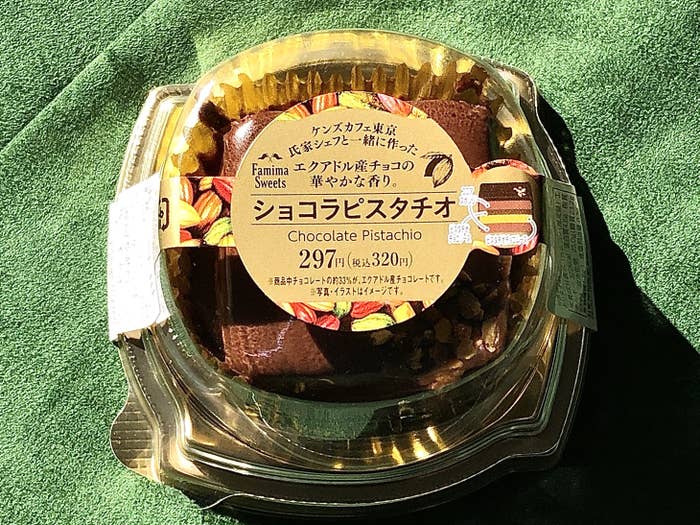 ケンズカフェ東京
氏家シェフと一緒に作った
Famima
Sweets
エクアドル産チョコの
華やかな香り。
ショコラピスタチオ
Chocolate Pistachio
297円(税込320円)
※商品中チョコレートの約33%が、エクアドル産チョコレートです。
※写真・イラストはイメージです。